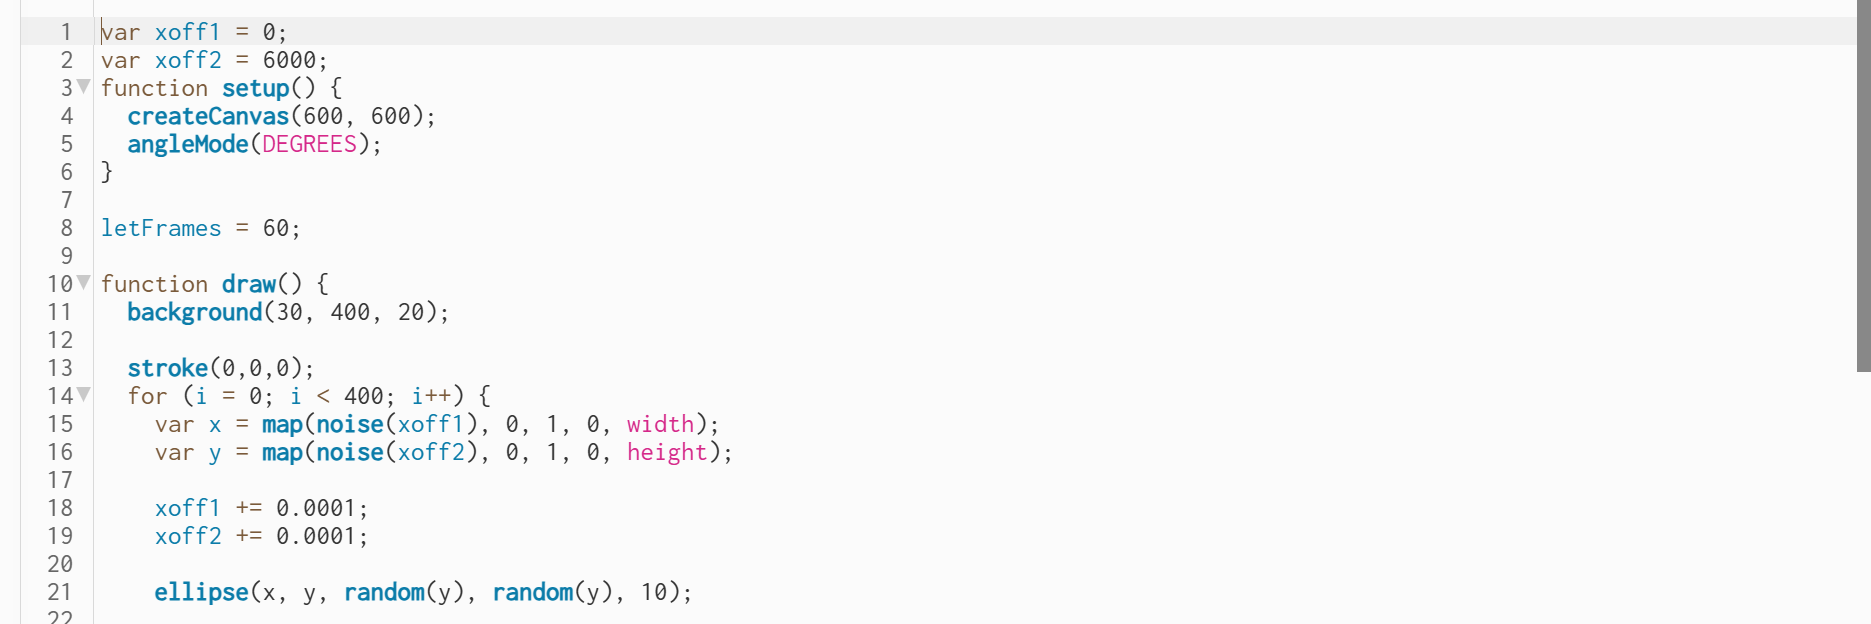 1 var xoff1 = 0;
2 var xoff2 = 6000;
3 function setup() {
4   createCanvas(600, 600);
5   angleMode(DEGREES);
6 }
7
8 letFrames = 60;
9
10 function draw() {
11   background(30, 400, 20);
12
13   stroke(0,0,0);
14   for (i = 0; i < 400; i++) {
15     var x = map(noise(xoff1), 0, 1, 0, width);
16     var y = map(noise(xoff2), 0, 1, 0, height);
17
18     xoff1 += 0.0001;
19     xoff2 += 0.0001;
20
21     ellipse(x, y, random(y), random(y), 10);
22